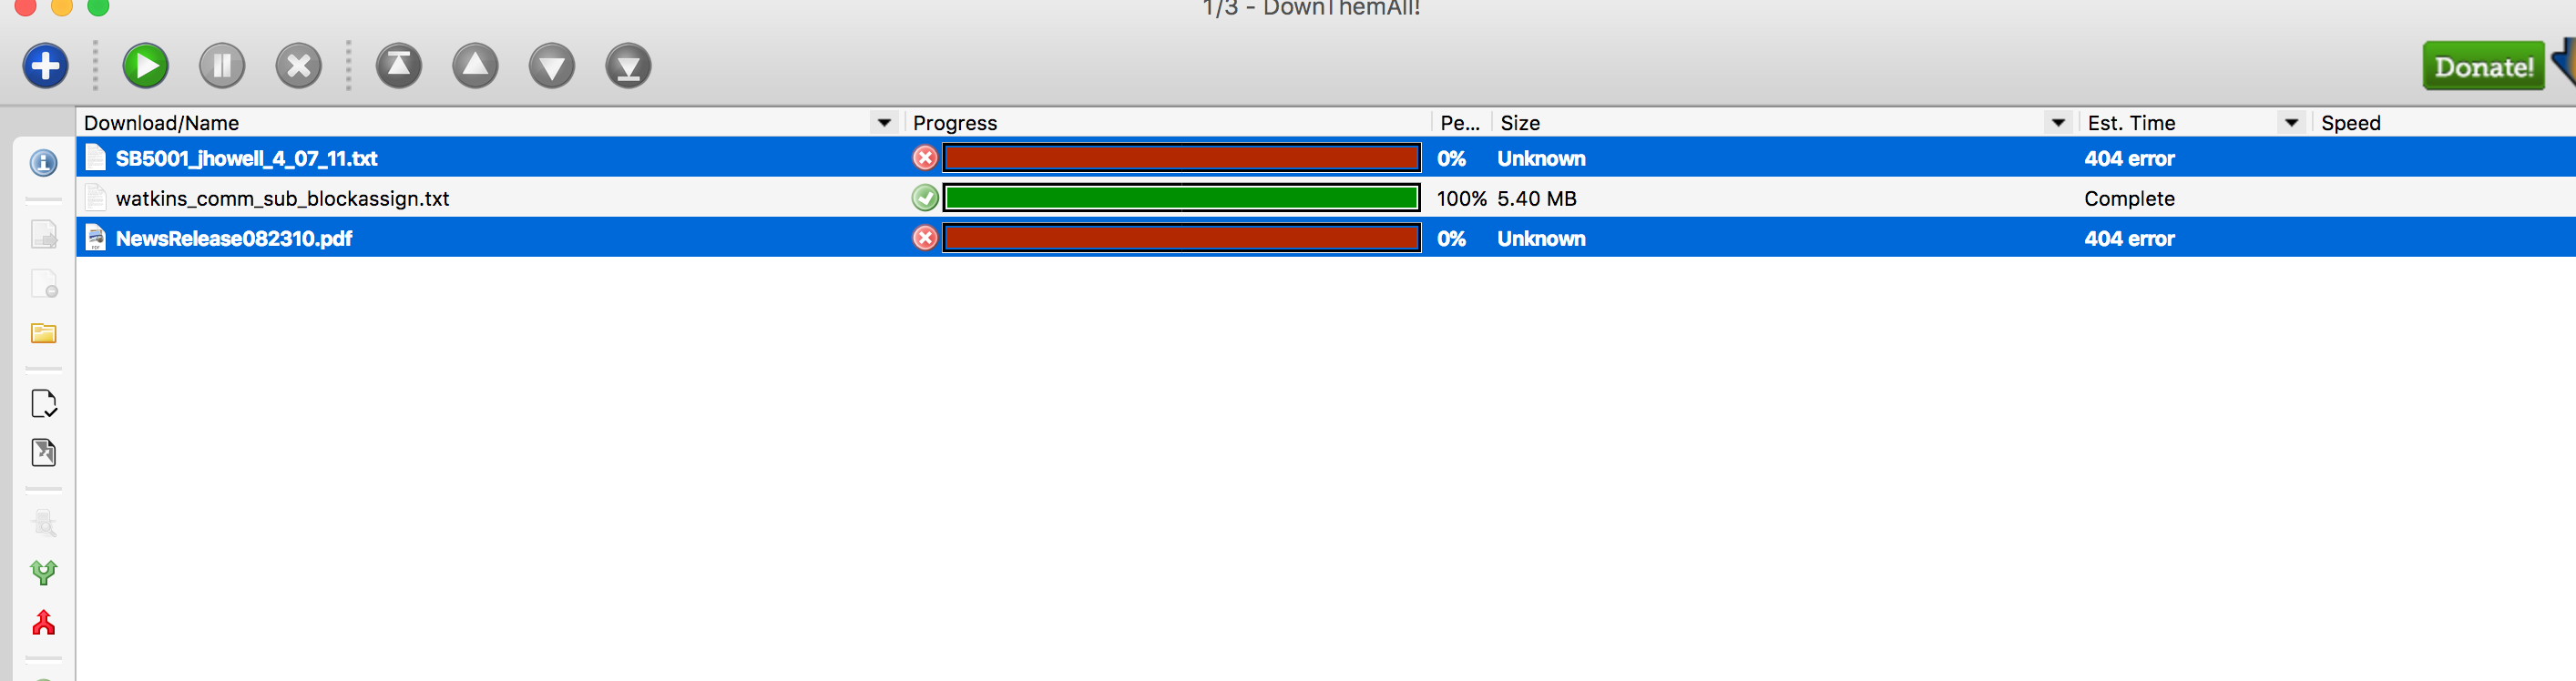 1/3 - DownThemAll!
Donate!
Download/Name Progress Pe... Size Est. Time Speed
SB5001_jhowell_4_07_11.txt 0% Unknown 404 error
watkins_comm_sub_blockassign.txt 100% 5.40 MB Complete
NewsRelease082310.pdf 0% Unknown 404 error